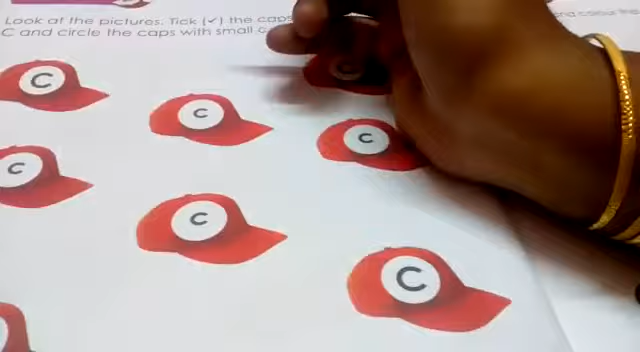 Look at the pictures. Tick (✓) the caps
C and circle the caps with small c
C
c
c
c
c
C